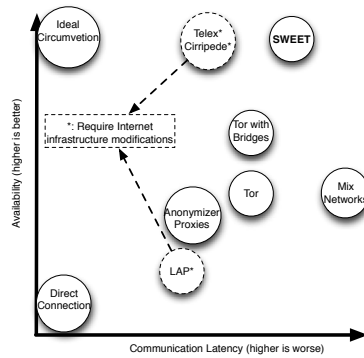 Ideal
Circumvetion
Telex*
Cirripede*
SWEET
*: Require Internet
infrastructure modifications
Tor with
Bridges
Tor
Mix
Networks
Anonymizer
Proxies
LAP*
Direct
Connection
Availability (higher is better)
Communication Latency (higher is worse)